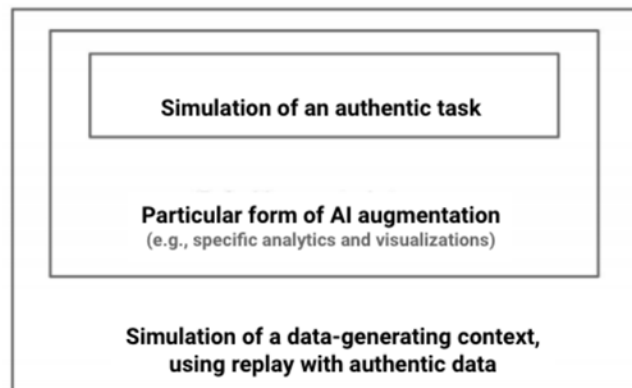 Simulation of an authentic task
Particular form of AI augmentation
(e.g., specific analytics and visualizations)
Simulation of a data-generating context,
using replay with authentic data